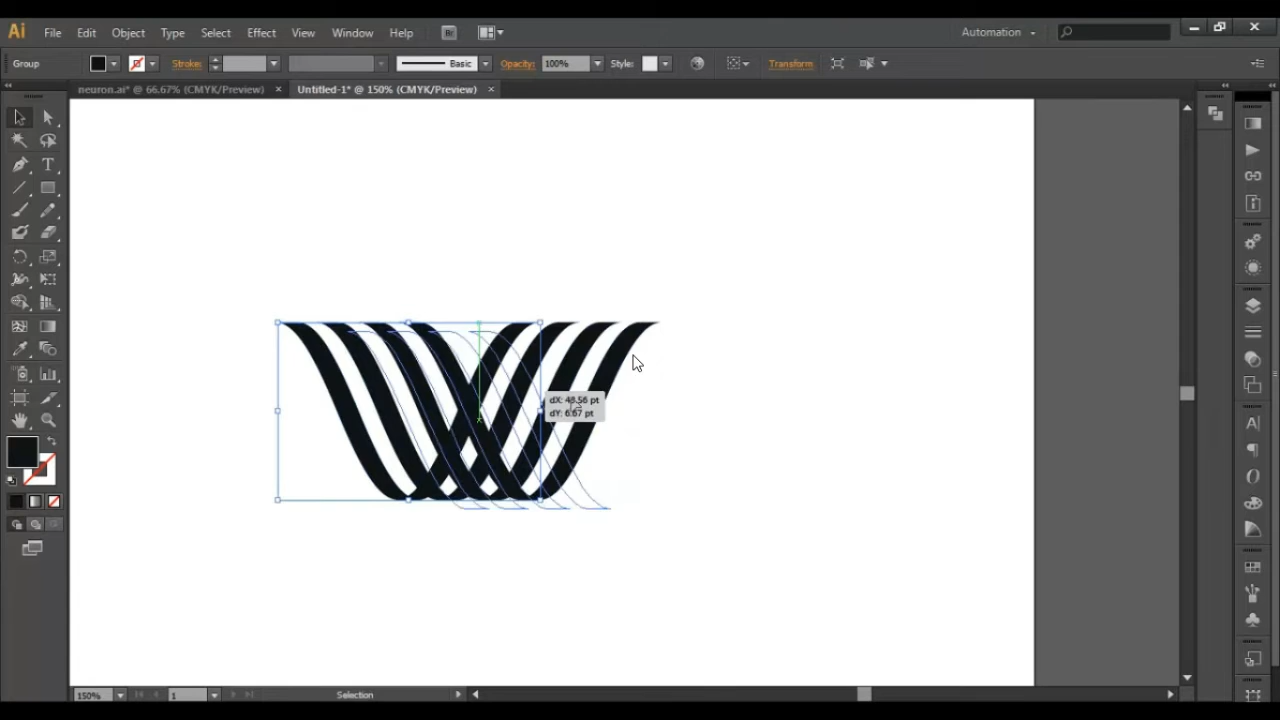 Ai File Edit Object Type Select Effect View Window Help Br Automation
Group Stroke: Basic Opacity: 100% Style: Transform
neuron.ai* @ 66.67% (CMYK/Preview) × Untitled-1* @ 150% (CMYK/Preview) ×
dX: 48.56 pt
dY: 6.67 pt
150% 1 Selection